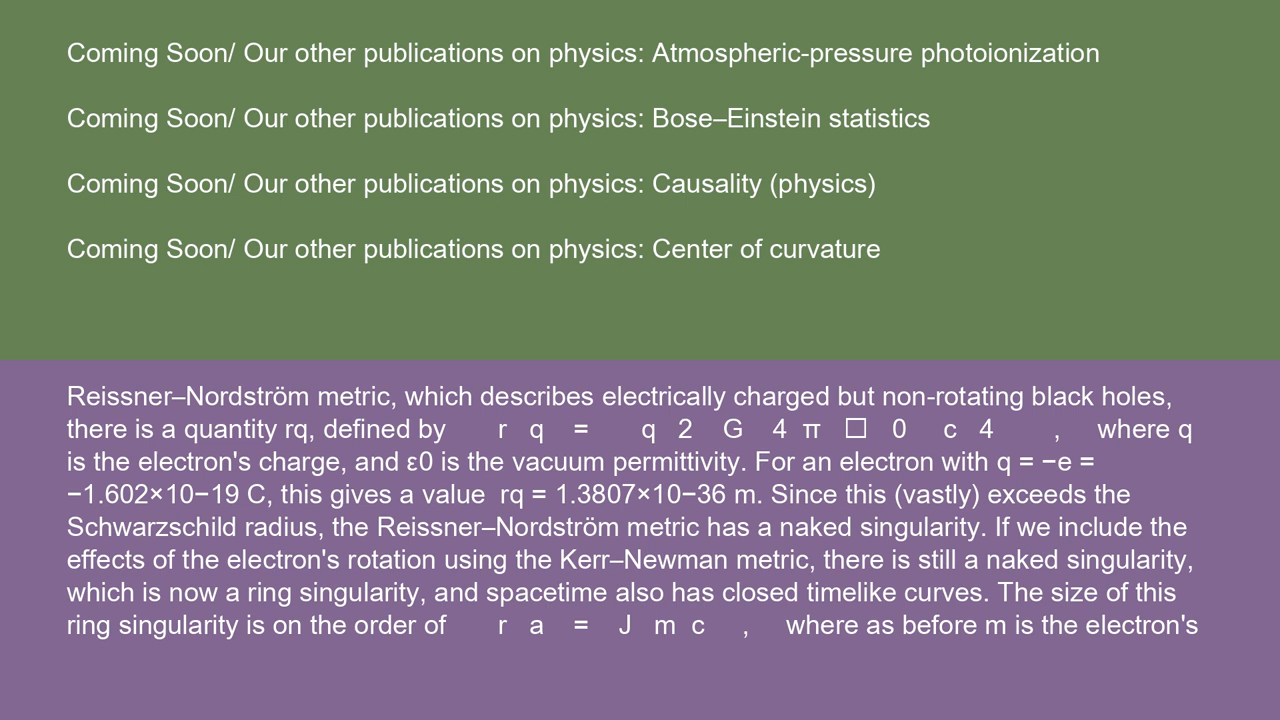 Coming Soon/ Our other publications on physics: Atmospheric-pressure photoionization
Coming Soon/ Our other publications on physics: Bose–Einstein statistics
Coming Soon/ Our other publications on physics: Causality (physics)
Coming Soon/ Our other publications on physics: Center of curvature
Reissner–Nordström metric, which describes electrically charged but non-rotating black holes,
there is a quantity rq, defined by r q = q 2 G 4 π □ 0 c 4 , where q
is the electron's charge, and ε0 is the vacuum permittivity. For an electron with q = −e =
−1.602×10−19 C, this gives a value rq = 1.3807×10−36 m. Since this (vastly) exceeds the
Schwarzschild radius, the Reissner–Nordström metric has a naked singularity. If we include the
effects of the electron's rotation using the Kerr–Newman metric, there is still a naked singularity,
which is now a ring singularity, and spacetime also has closed timelike curves. The size of this
ring singularity is on the order of r a = J m c , where as before m is the electron's